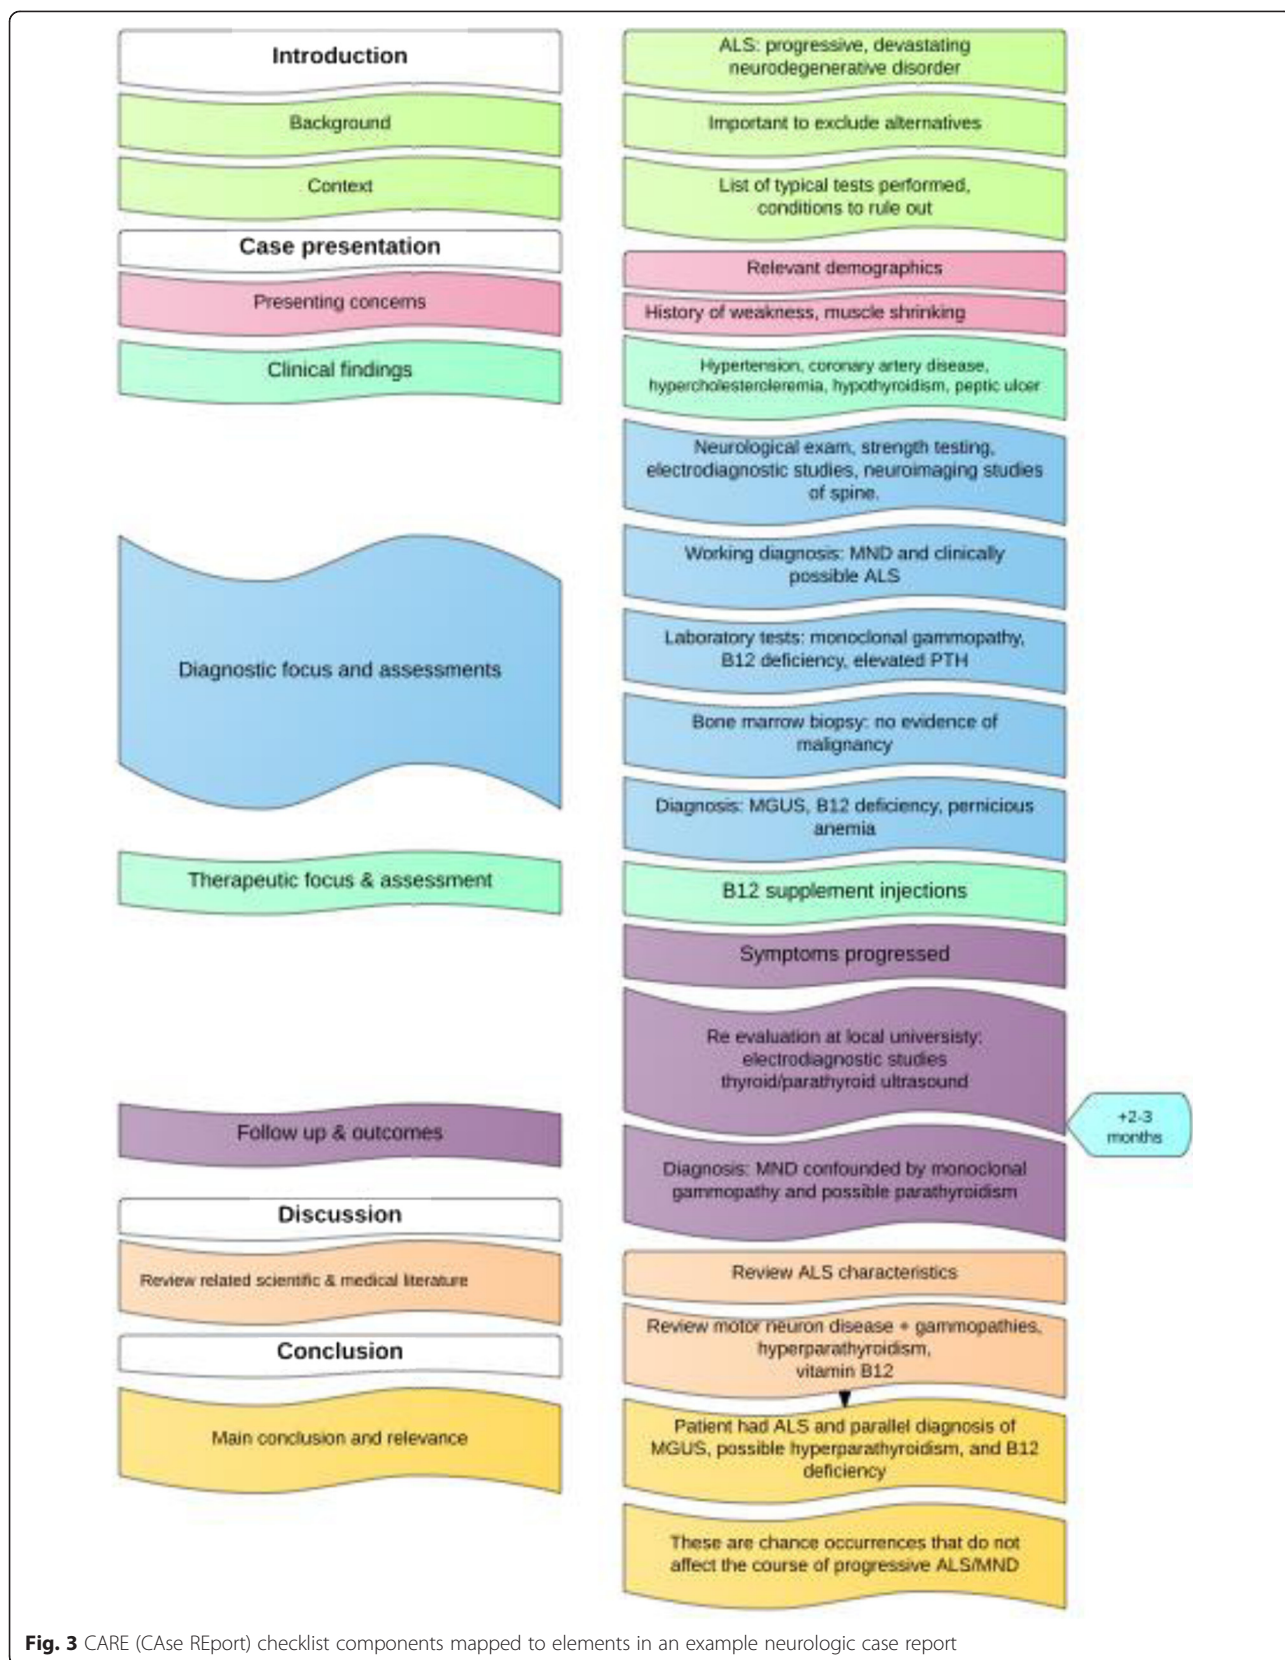 Introduction
Background
Context
Case presentation
Presenting concerns
Clinical findings
Diagnostic focus and assessments
Therapeutic focus & assessment
Follow up & outcomes
Discussion
Review related scientific & medical literature
Conclusion
Main conclusion and relevance
ALS: progressive, devastating
neurodegenerative disorder
Important to exclude alternatives
List of typical tests performed,
conditions to rule out
Relevant demographics
History of weakness, muscle shrinking
Hypertension, coronary artery disease,
hypercholesteroleremia, hypothyroidism, peptic ulcer
Neurological exam, strength testing,
electrodiagnostic studies, neuroimaging studies
of spine.
Working diagnosis: MND and clinically
possible ALS
Laboratory tests: monoclonal gammopathy,
B12 deficiency, elevated PTH
Bone marrow biopsy: no evidence of
malignancy
Diagnosis: MGUS, B12 deficiency, pernicious
anemia
B12 supplement injections
Symptoms progressed
Re evaluation at local universisty:
electrodiagnostic studies
thyroid/parathyroid ultrasound
+2-3
months
Diagnosis: MND confounded by monoclonal
gammopathy and possible parathyroidism
Review ALS characteristics
Review motor neuron disease + gammopathies,
hyperparathyroidism,
vitamin B12
Patient had ALS and parallel diagnosis of
MGUS, possible hyperparathyroidism, and B12
deficiency
These are chance occurrences that do not
affect the course of progressive ALS/MND
Fig. 3 CARE (CAse REport) checklist components mapped to elements in an example neurologic case report